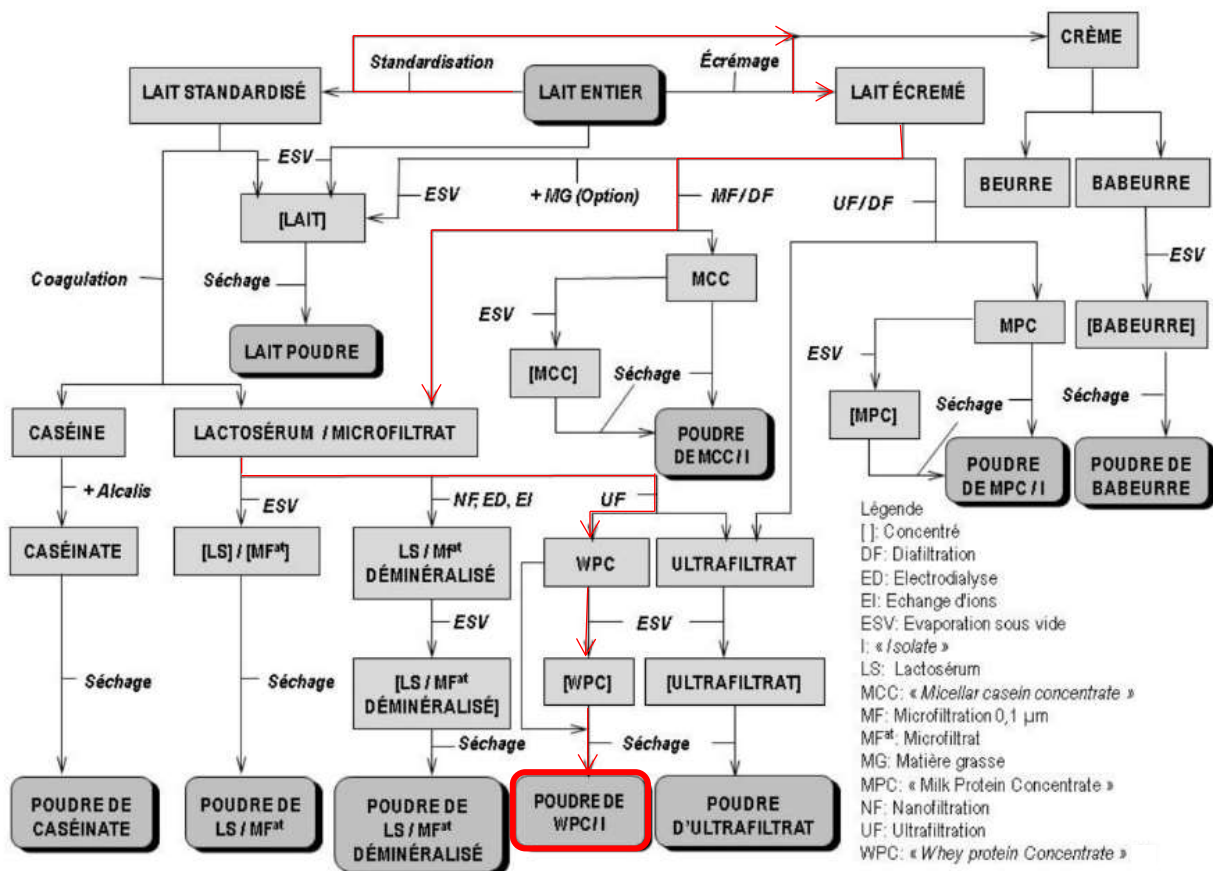 CRÈME
Standardisation
Écrémage
LAIT STANDARDISÉ
LAIT ENTIER
LAIT ÉCREMÉ
ESV
ESV
+ MG (Option)
MF / DF
UF / DF
BEURRE
BABEURRE
[LAIT]
ESV
Coagulation
Séchage
MCC
LAIT POUDRE
ESV
[MCC]
Séchage
MPC
[BABEURRE]
ESV
[MPC]
Séchage
Séchage
CASÉINE
LACTOSÉRUM / MICROFILTRAT
POUDRE
DE MCC / I
POUDRE
DE MPC / I
POUDRE DE
BABEURRE
+ Alcalis
ESV
NF, ED, EI
UF
CASÉINATE
[LS] / [MFat]
LS / Mfat
DÉMINÉRALISÉ
WPC
ULTRAFILTRAT
ESV
ESV
Séchage
Séchage
[LS / MFat
DÉMINÉRALISÉ]
[WPC]
[ULTRAFILTRAT]
Séchage
Séchage
POUDRE DE
CASÉINATE
POUDRE DE
LS / MFat
POUDRE DE
LS / MFat
DÉMINÉRALISÉ
POUDRE DE
WPC / I
POUDRE
D'ULTRAFILTRAT
Légende
[ ]: Concentré
DF: Diafiltration
ED: Electrodialyse
EI: Echange d'ions
ESV: Evaporation sous vide
I: « Isolate »
LS: Lactosérum
MCC: « Micellar casein concentrate »
MF: Microfiltration 0,1 µm
MFat: Microfiltrat
MG: Matière grasse
MPC: « Milk Protein Concentrate »
NF: Nanofiltration
UF: Ultrafiltration
WPC: « Whey protein Concentrate »